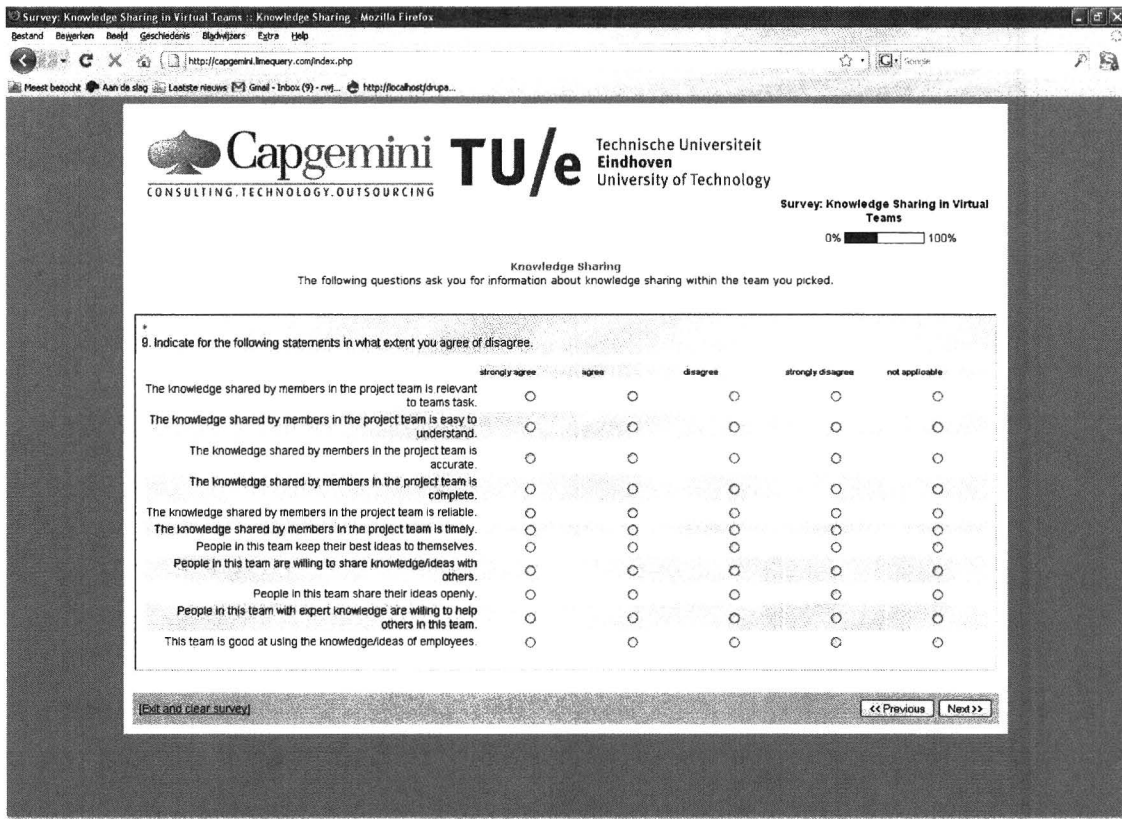 Survey: Knowledge Sharing in Virtual Teams :: Knowledge Sharing - Mozilla Firefox
Bestand Bewerken Beeld Geschiedenis Bladwijzers Extra Help
http://capgemini.limequery.com/index.php
Google
Meest bezocht Aan de slag Laatste nieuws Gmail - Inbox (9) - rwj... http://localhost/drupa...
Capgemini
CONSULTING.TECHNOLOGY.OUTSOURCING
TU/e
Technische Universiteit
Eindhoven
University of Technology
Survey: Knowledge Sharing in Virtual
Teams
0% 100%
Knowledge Sharing
The following questions ask you for information about knowledge sharing within the team you picked.
*
9. Indicate for the following statements in what extent you agree of disagree.
strongly agree agree disagree strongly disagree not applicable
The knowledge shared by members in the project team is relevant
to teams task.
The knowledge shared by members in the project team is easy to
understand.
The knowledge shared by members in the project team is
accurate.
The knowledge shared by members in the project team is
complete.
The knowledge shared by members in the project team is reliable.
The knowledge shared by members in the project team is timely.
People in this team keep their best ideas to themselves.
People in this team are willing to share knowledge/ideas with
others.
People in this team share their ideas openly.
People in this team with expert knowledge are willing to help
others in this team.
This team is good at using the knowledge/ideas of employees.
[Exit and clear survey]
<< Previous Next >>